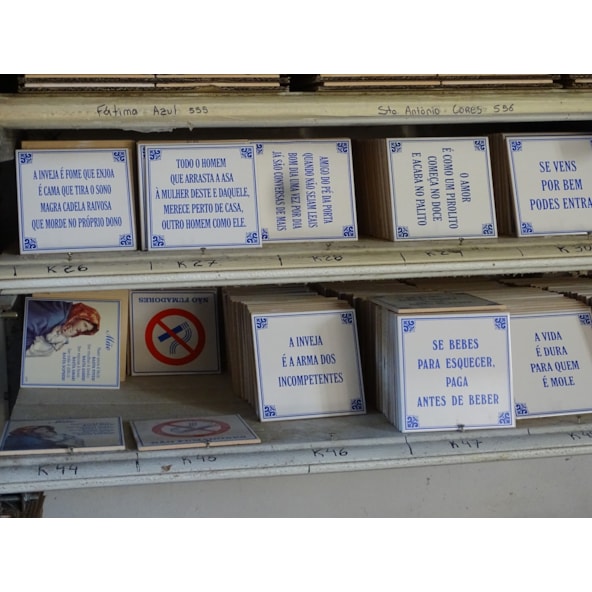 Fátima - Azul 555
Sto António - CORES - 556
A INVEJA É FOME QUE ENJOA
É CAMA QUE TIRA O SONO
MAGRA CADELA RAIVOSA
QUE MORDE NO PRÓPRIO DONO
TODO O HOMEM
QUE ARRASTA A ASA
À MULHER DESTE E DAQUELE,
MERECE PERTO DE CASA,
OUTRO HOMEM COMO ELE.
AMIGO DO PÉ DA PORTA
QUANDO NÃO SEJAM LEAIS
BOM DIA UMA VEZ POR DIA
JÁ SÃO CONVERSAS DE MAIS
O AMOR
É COMO UM PIROLITO
COMEÇA NO DOCE
E ACABA NO PALITO
SE VENS
POR BEM
PODES ENTRA
K26
K27
K28
K29
K30
Mãe
NÃO FUMADORES
A INVEJA
É A ARMA DOS
INCOMPETENTES
SE BEBES
PARA ESQUECER,
PAGA
ANTES DE BEBER
A VIDA
É DURA
PARA QUEM
É MOLE
K44
K45
K46
K47